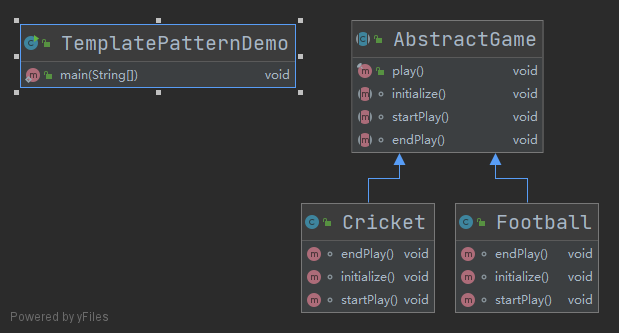 TemplatePatternDemo
main(String[]) void
AbstractGame
play() void
initialize() void
startPlay() void
endPlay() void
Cricket
endPlay() void
initialize() void
startPlay() void
Football
endPlay() void
initialize() void
startPlay() void
Powered by yFiles